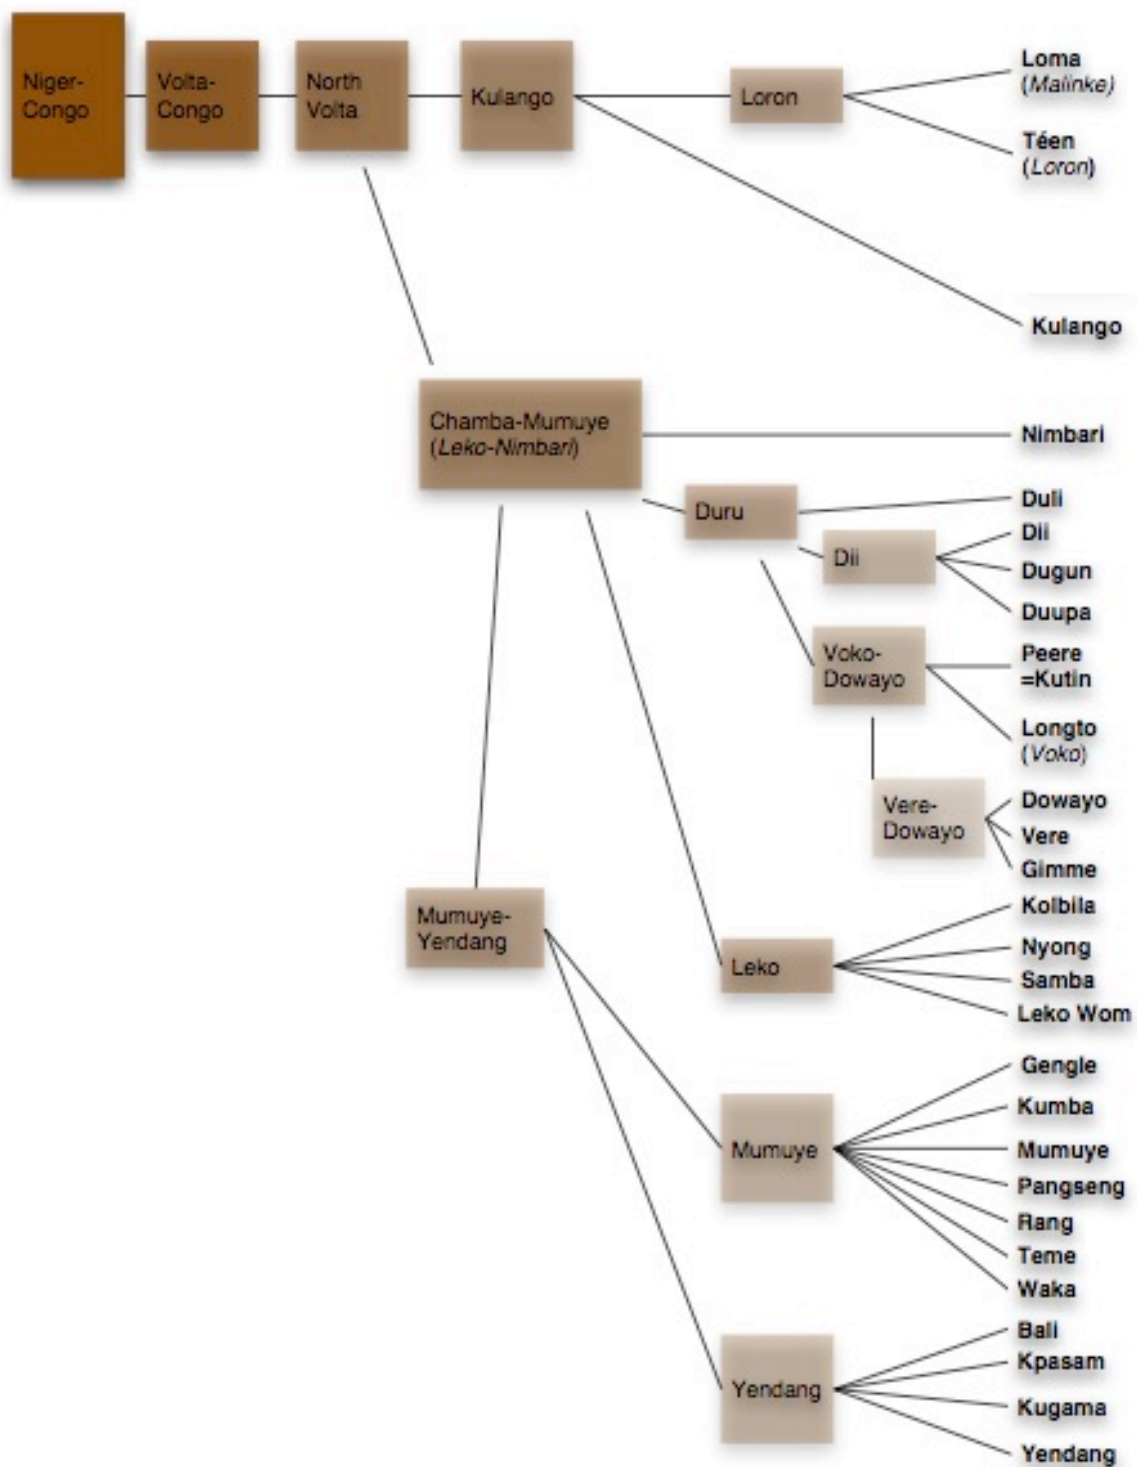 Niger-
Congo
Volta-
Congo
North
Volta
Kulango
Loron
Loma
(Malinke)
Téen
(Loron)
Kulango
Chamba-Mumuye
(Leko-Nimbari)
Nimbari
Duru
Duli
Dii
Dii
Dugun
Duupa
Voko-
Dowayo
Peere
=Kutin
Longto
(Voko)
Vere-
Dowayo
Dowayo
Vere
Gimme
Mumuye-
Yendang
Leko
Kolbila
Nyong
Samba
Leko Wom
Mumuye
Gengle
Kumba
Mumuye
Pangseng
Rang
Teme
Waka
Yendang
Bali
Kpasam
Kugama
Yendang